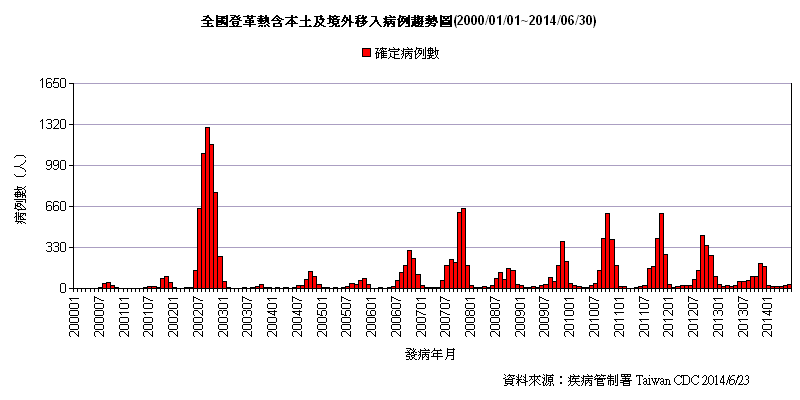 全國登革熱含本土及境外移入病例趨勢圖(2000/01/01~2014/06/30)
確定病例數
1650
1320
990
660
330
0
病例數（人）
200001 200007 200101 200107 200201 200207 200301 200307 200401 200407 200501 200507 200601 200607 200701 200707 200801 200807 200901 200907 201001 201007 201101 201107 201201 201207 201301 201307 201401
發病年月
資料來源：疾病管制署 Taiwan CDC 2014/6/23